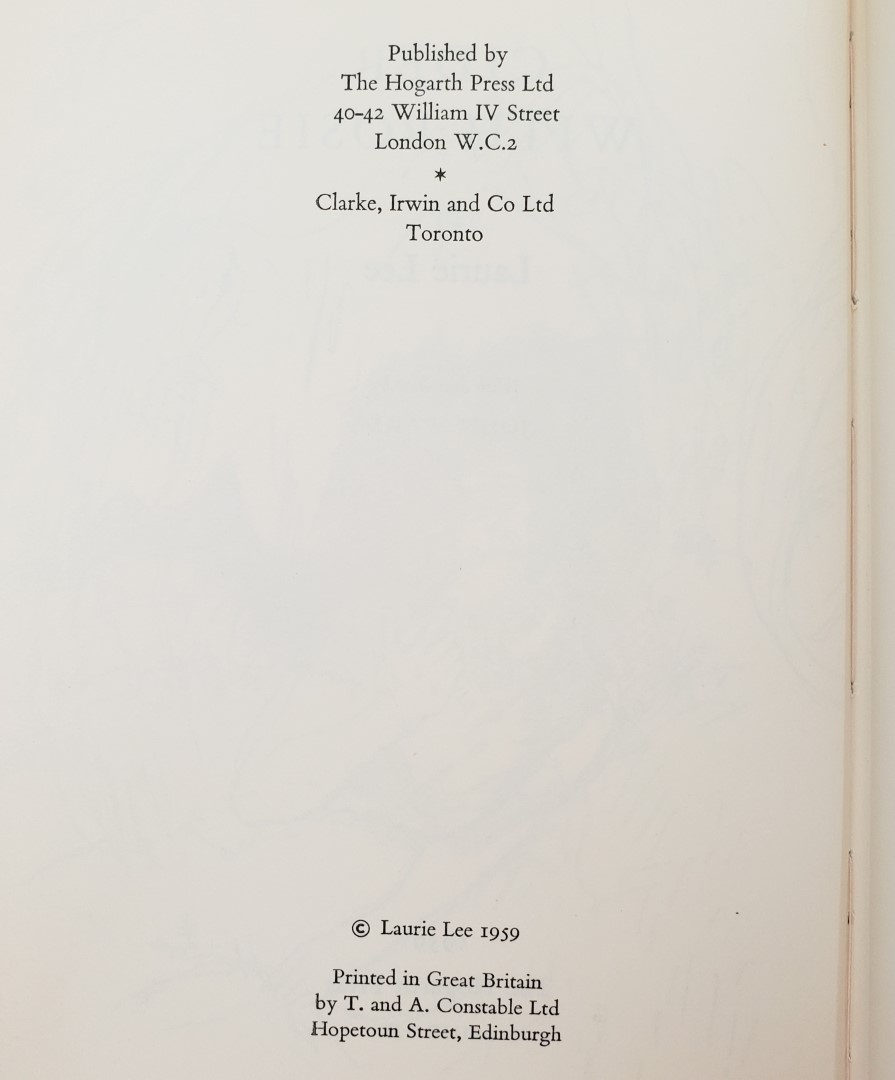 Published by
The Hogarth Press Ltd
40-42 William IV Street
London W.C.2
*
Clarke, Irwin and Co Ltd
Toronto
© Laurie Lee 1959
Printed in Great Britain
by T. and A. Constable Ltd
Hopetoun Street, Edinburgh